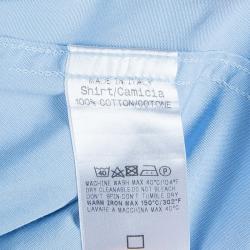 MADE IN ITALY
Shirt/Camicia
100% COTTON/COTONE
40
P
MACHINE WASH MAX 40°C/104°F
DRY CLEANABLE DO NOT BLEACH
DON'T SPIN DON'T TUMBLE DRY
WARM IRON MAX 150°C/302°F
LAVARE A MACCHINA MAX 40°C